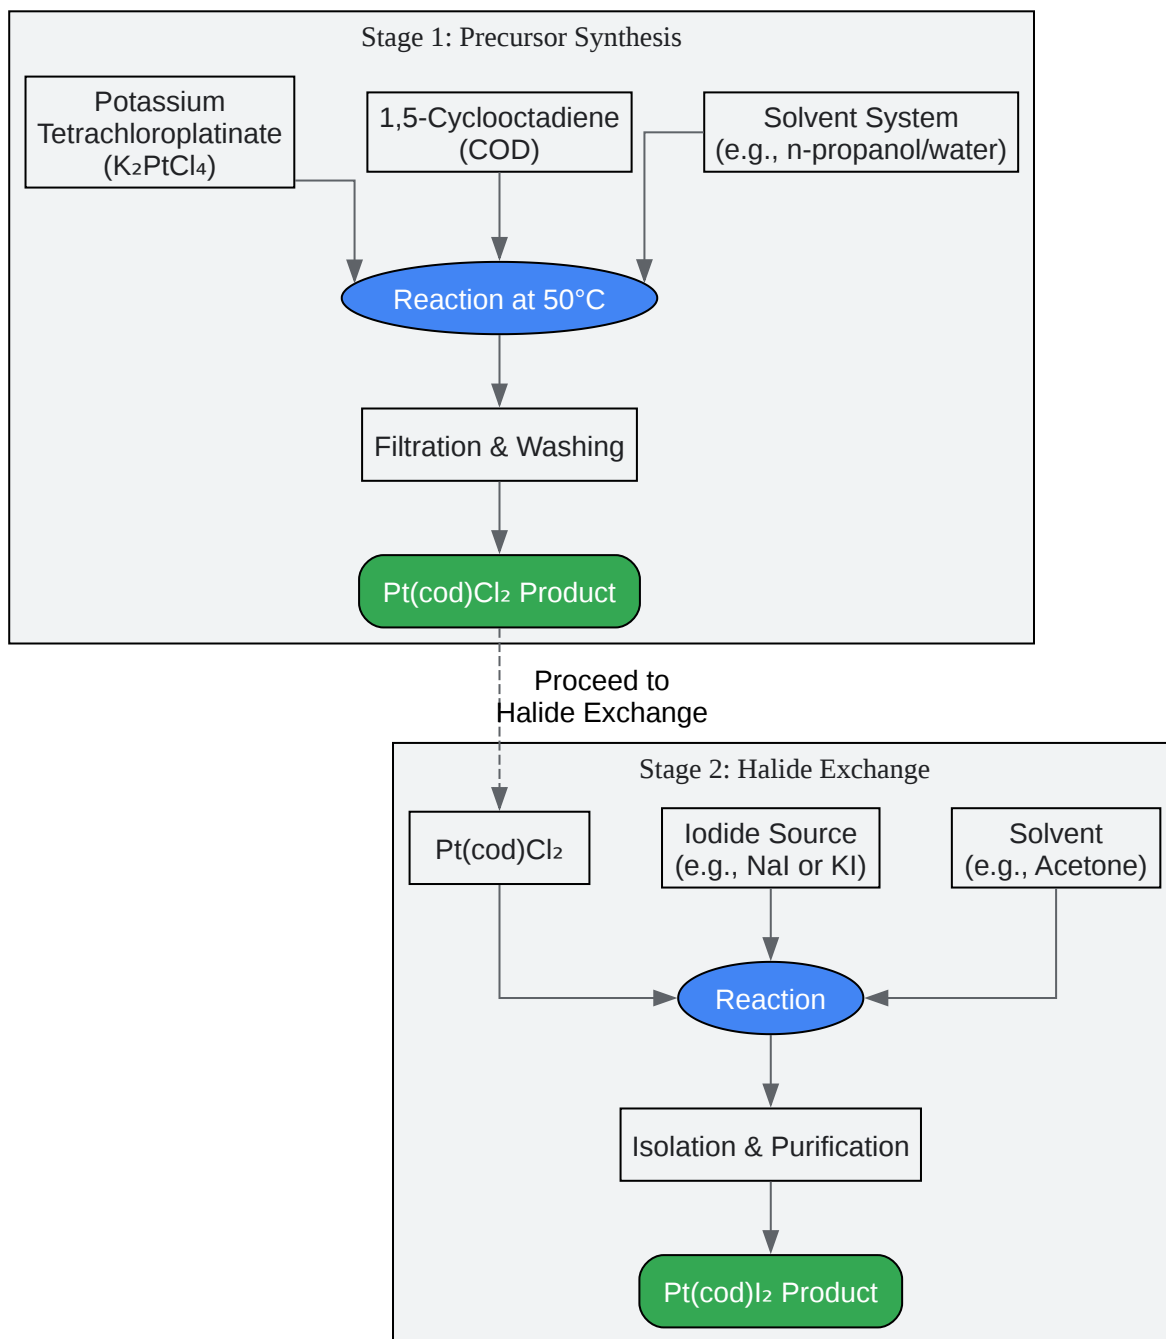 Stage 1: Precursor Synthesis
Potassium
Tetrachloroplatinate
(K₂PtCl₄)
1,5-Cyclooctadiene
(COD)
Solvent System
(e.g., n-propanol/water)
Reaction at 50°C
Filtration & Washing
Pt(cod)Cl₂ Product
Proceed to
Halide Exchange
Stage 2: Halide Exchange
Pt(cod)Cl₂
Iodide Source
(e.g., NaI or KI)
Solvent
(e.g., Acetone)
Reaction
Isolation & Purification
Pt(cod)I₂ Product